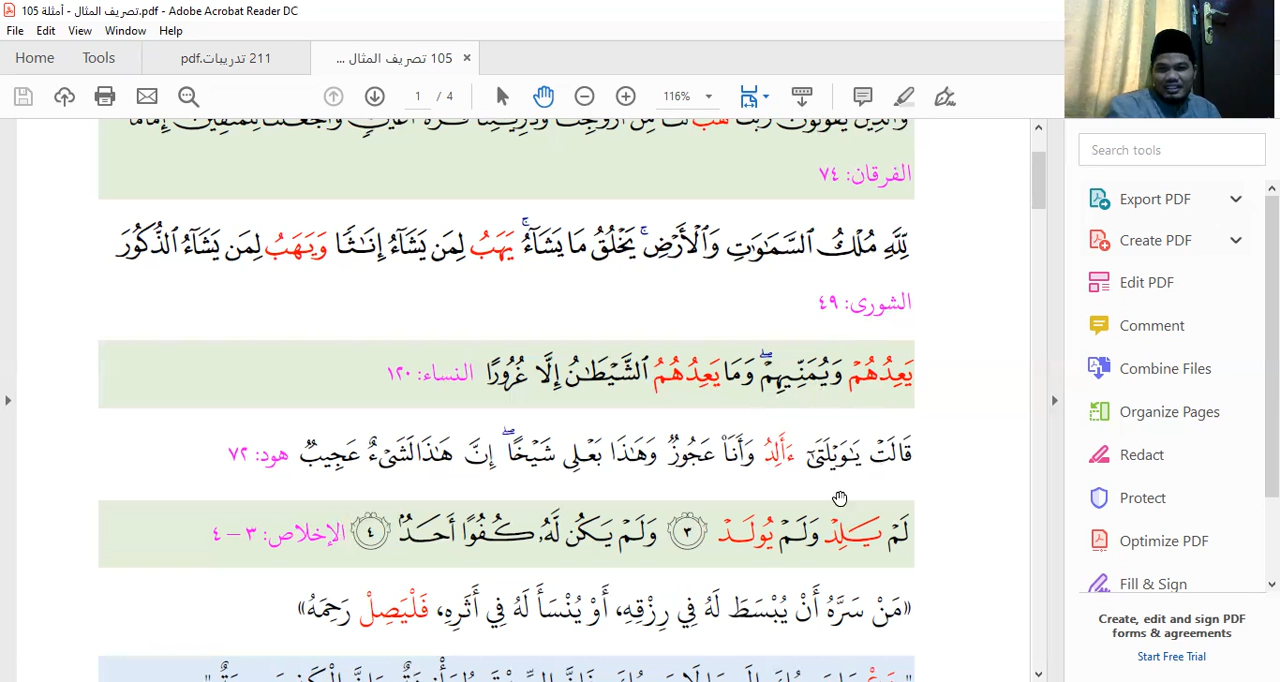 105 تصريف المثال - أمثلة.pdf - Adobe Acrobat Reader DC
File Edit View Window Help
Home Tools 211 تدريبات.pdf 105 تصريف المثال ... ×
1 / 4 116%
الفرقان: ٧٤
لِّلَّهِ مُلْكُ ٱلسَّمَـٰوَٰتِ وَٱلْأَرْضِ ۚ يَخْلُقُ مَا يَشَآءُ ۚ يَهَبُ لِمَن يَشَآءُ إِنَـٰثًا وَيَهَبُ لِمَن يَشَآءُ ٱلذُّكُورَ
الشورى: ٤٩
يَعِدُهُمْ وَيُمَنِّيهِمْ ۖ وَمَا يَعِدُهُمُ ٱلشَّيْطَـٰنُ إِلَّا غُرُورًا النساء: ١٢٠
قَالَتْ يَـٰوَيْلَتَىٰٓ ءَأَلِدُ وَأَنَا۠ عَجُوزٌ وَهَـٰذَا بَعْلِى شَيْخًا ۖ إِنَّ هَـٰذَا لَشَىْءٌ عَجِيبٌ هود: ٧٢
لَمْ يَلِدْ وَلَمْ يُولَدْ ٣ وَلَمْ يَكُن لَّهُۥ كُفُوًا أَحَدٌۢ ٤ الإخلاص: ٣ – ٤
«مَنْ سَرَّهُ أَنْ يُبْسَطَ لَهُ فِي رِزْقِهِ، أَوْ يُنْسَأَ لَهُ فِي أَثَرِهِ، فَلْيَصِلْ رَحِمَهُ»
Search tools
Export PDF
Create PDF
Edit PDF
Comment
Combine Files
Organize Pages
Redact
Protect
Optimize PDF
Fill & Sign
Create, edit and sign PDF
forms & agreements
Start Free Trial